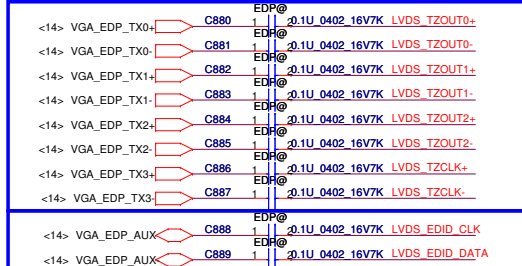 EDP@
<14> VGA_EDP_TX0+ C880 1 2 0.1U_0402_16V7K LVDS_TZOUT0+
EDP@
<14> VGA_EDP_TX0- C881 1 2 0.1U_0402_16V7K LVDS_TZOUT0-
EDP@
<14> VGA_EDP_TX1+ C882 1 2 0.1U_0402_16V7K LVDS_TZOUT1+
EDP@
<14> VGA_EDP_TX1- C883 1 2 0.1U_0402_16V7K LVDS_TZOUT1-
EDP@
<14> VGA_EDP_TX2+ C884 1 2 0.1U_0402_16V7K LVDS_TZOUT2+
EDP@
<14> VGA_EDP_TX2- C885 1 2 0.1U_0402_16V7K LVDS_TZOUT2-
EDP@
<14> VGA_EDP_TX3+ C886 1 2 0.1U_0402_16V7K LVDS_TZCLK+
EDP@
<14> VGA_EDP_TX3- C887 1 2 0.1U_0402_16V7K LVDS_TZCLK-
EDP@
<14> VGA_EDP_AUX C888 1 2 0.1U_0402_16V7K LVDS_EDID_CLK
EDP@
<14> VGA_EDP_AUX C889 1 2 0.1U_0402_16V7K LVDS_EDID_DATA